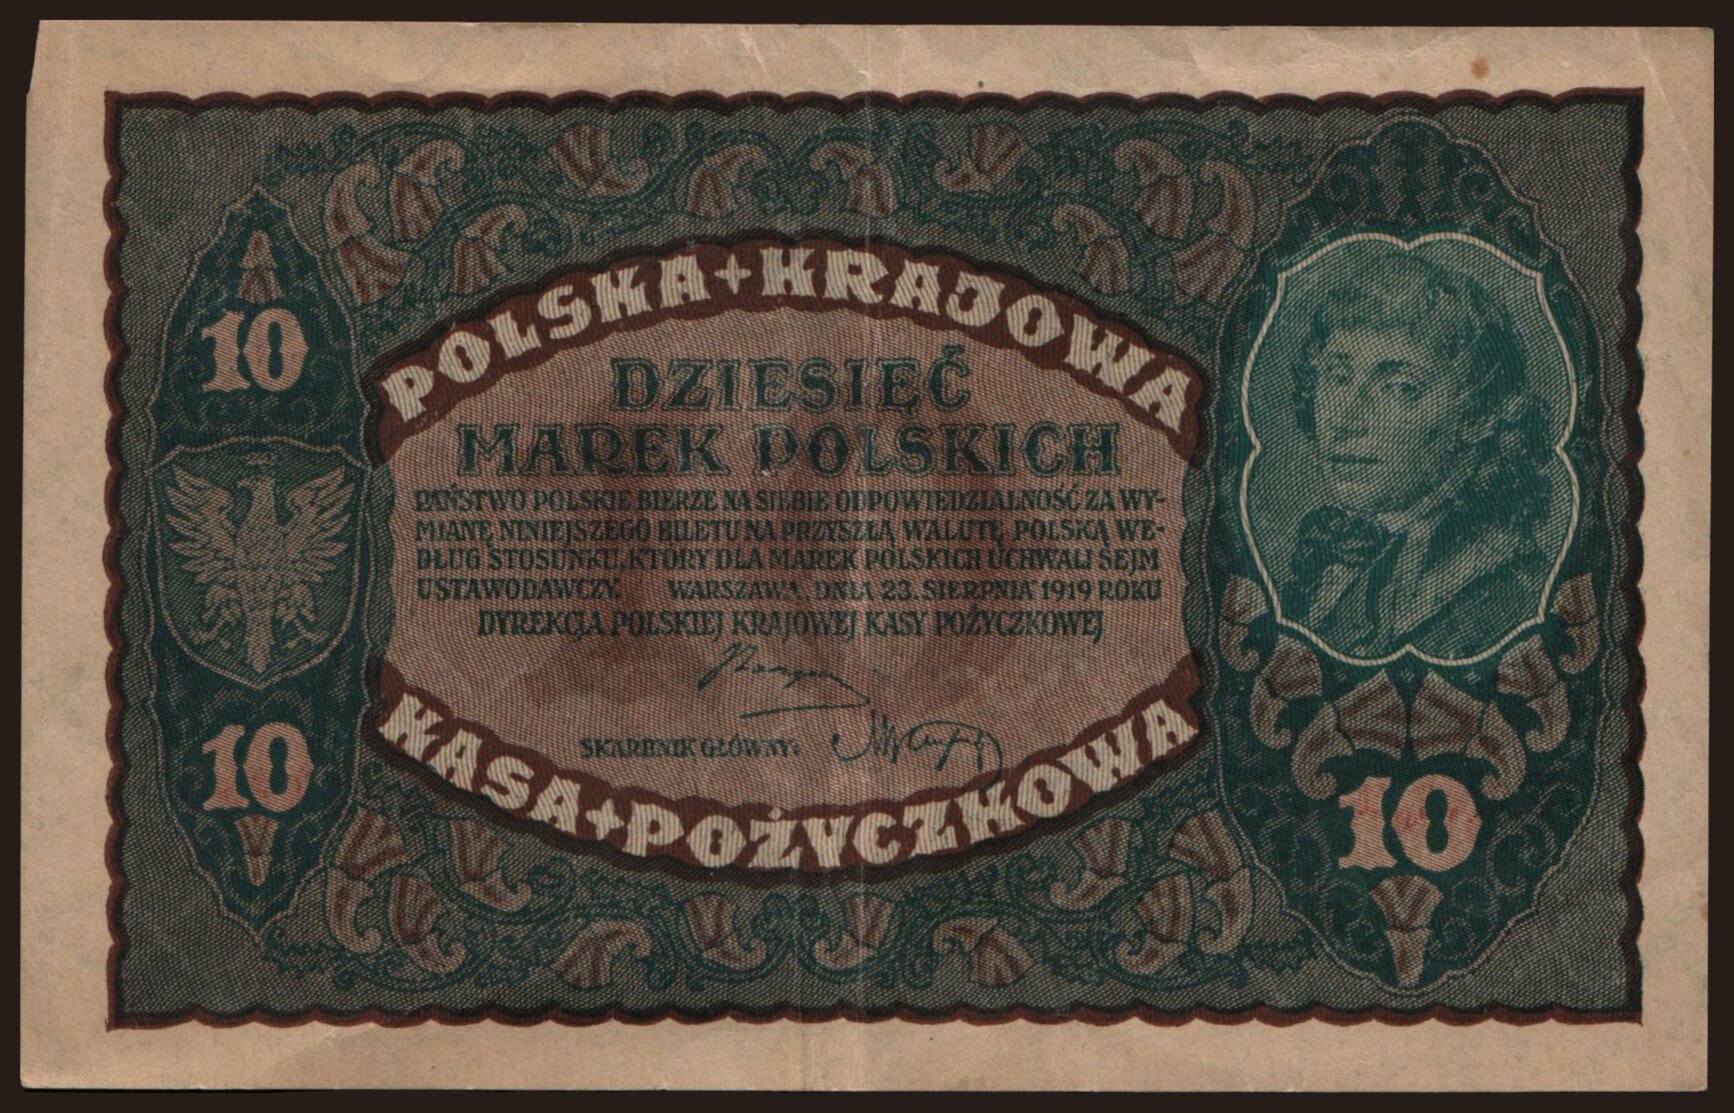 POLSKA + KRAJOWA
10
DZIESIĘĆ
MAREK POLSKICH
PAŃSTWO POLSKIE BIERZE NA SIEBIE ODPOWIEDZIALNOŚĆ ZA WY-
MIANĘ NINIEJSZEGO BILETU NA PRZYSZŁĄ WALUTĘ POLSKĄ WE-
DŁUG STOSUNKU, KTÓRY DLA MAREK POLSKICH UCHWALI SEJM
USTAWODAWCZY. WARSZAWA, DNIA 23. SIERPNIA 1919 ROKU
DYREKCJA POLSKIEJ KRAJOWEJ KASY POŻYCZKOWEJ
SKARBNIK GŁÓWNY:
10
10
KASA + POŻYCZKOWA